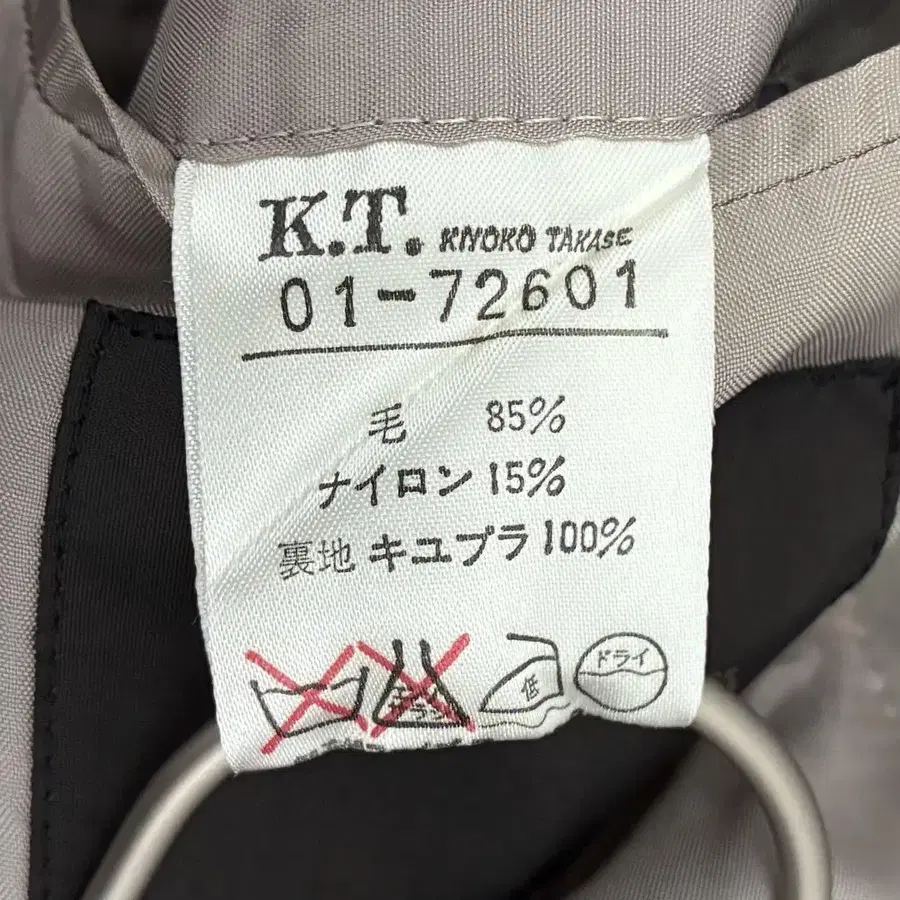 K.T. KIYOKO TAKASE
01-72601
毛 85%
ナイロン 15%
裏地 キユプラ 100%
低
ドライ